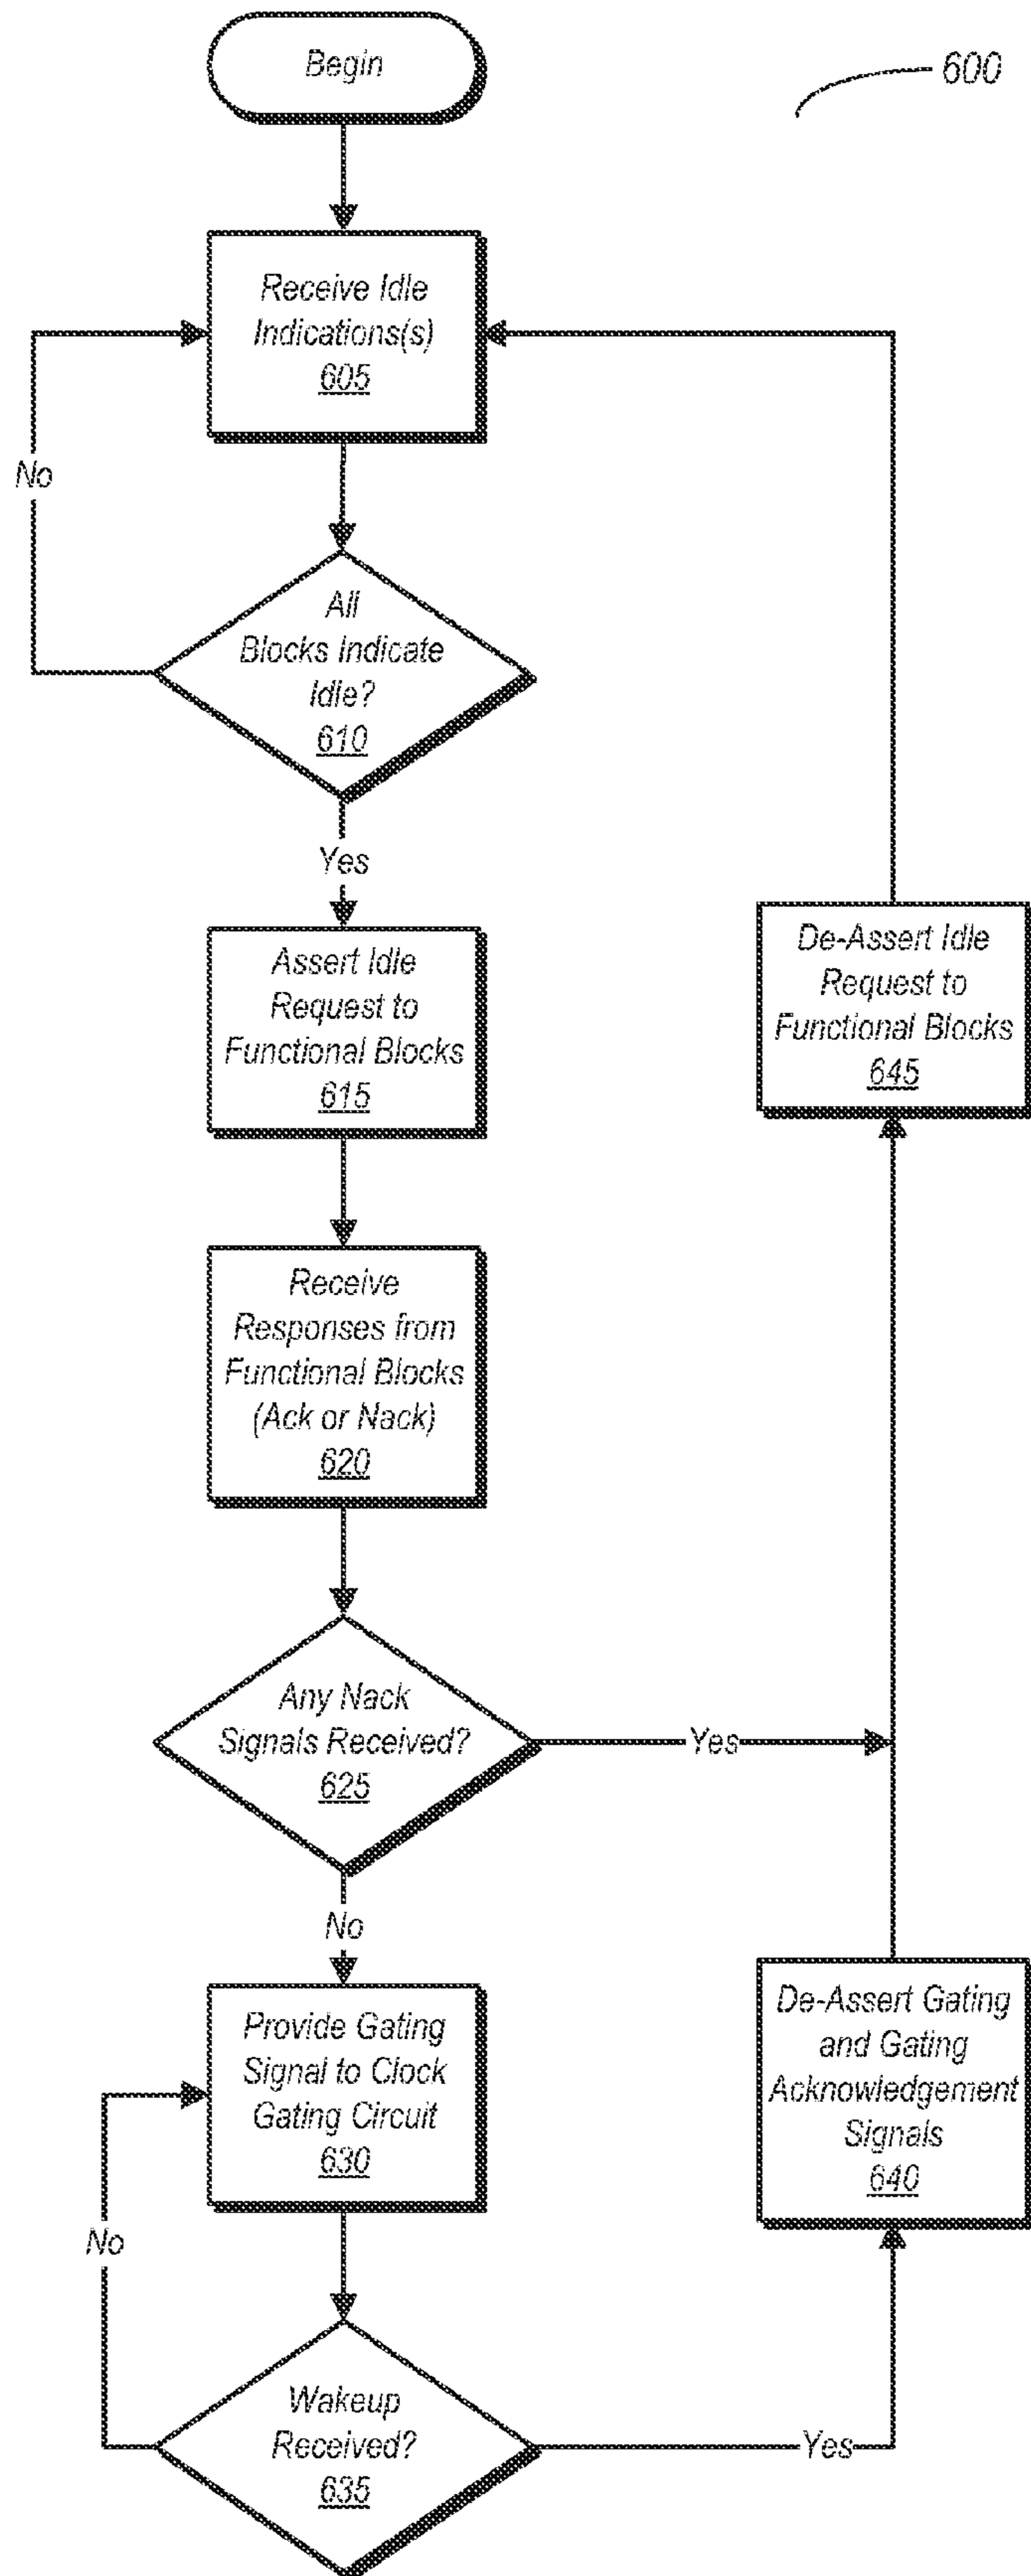 Begin
600
Receive Idle
Indications(s)
605
No
All
Blocks Indicate
Idle?
610
Yes
Assert Idle
Request to
Functional Blocks
615
De-Assert Idle
Request to
Functional Blocks
645
Receive
Responses from
Functional Blocks
(Ack or Nack)
620
Any Nack
Signals Received?
625
Yes
No
Provide Gating
Signal to Clock
Gating Circuit
630
De-Assert Gating
and Gating
Acknowledgement
Signals
640
No
Wakeup
Received?
635
Yes